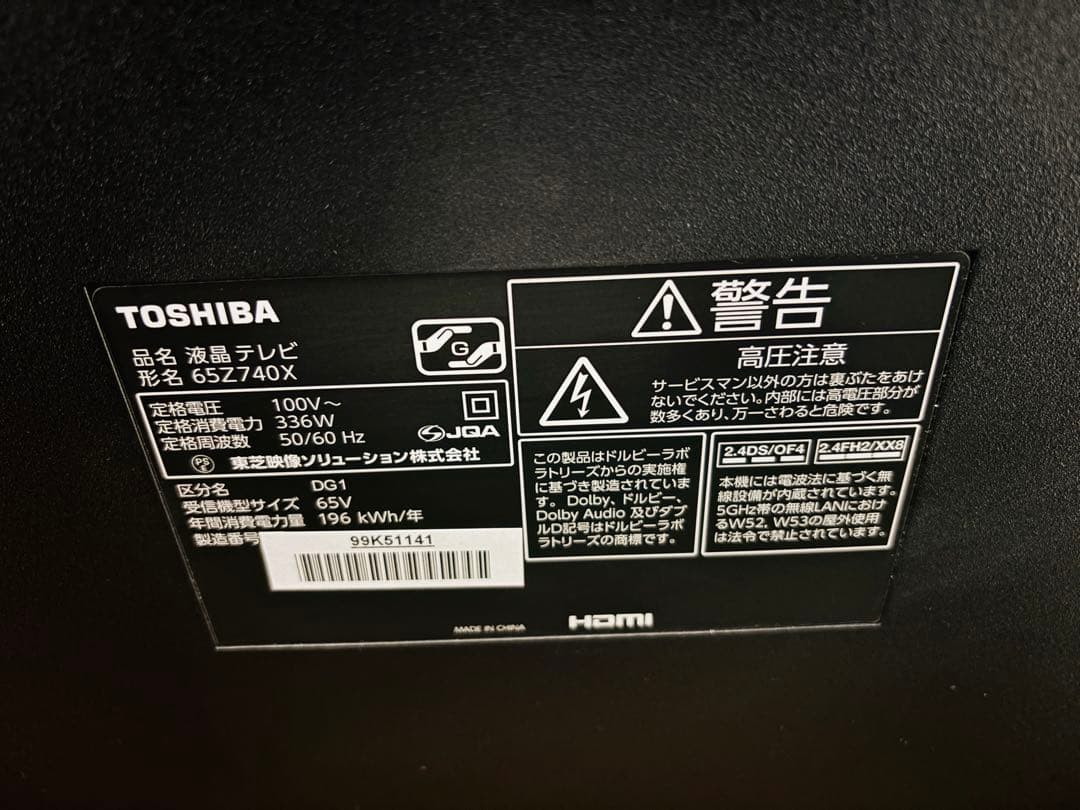 TOSHIBA
品名 液晶テレビ
形名 65Z740X
G
定格電圧 100V～
定格消費電力 336W
定格周波数 50/60 Hz
JQA
PS
E
東芝映像ソリューション株式会社
区分名 DG1
受信機型サイズ 65V
年間消費電力量 196 kWh/年
製造番号
99K51141
MADE IN CHINA
HDMI
警告
高圧注意
サービスマン以外の方は裏ぶたをあけ
ないでください。内部には高電圧部分が
数多くあり、万一さわると危険です。
この製品はドルビーラボ
ラトリーズからの実施権
に基づき製造されていま
す。Dolby、ドルビー、
Dolby Audio 及びダブ
ルD記号はドルビーラボ
ラトリーズの商標です。
2.4DS/OF4
2.4FH2/XX8
本機には電波法に基づく無
線設備が内蔵されています。
5GHz帯の無線LANにおけ
るW52、W53の屋外使用
は法令で禁止されています。